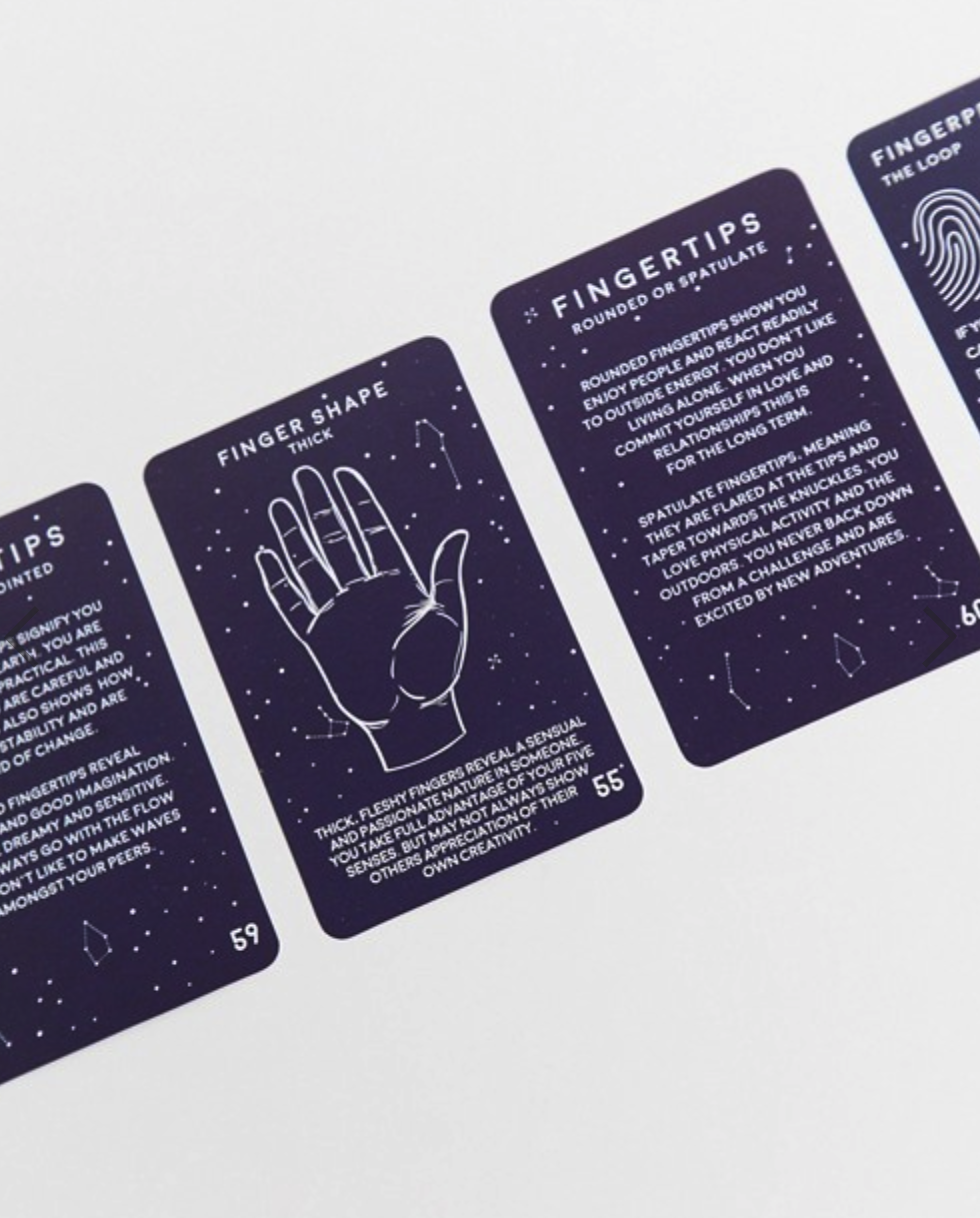 TIPS
OINTED
SIGNIFY YOU
EARTH. YOU ARE
PRACTICAL. THIS
ARE CAREFUL AND
ALSO SHOWS HOW
STABILITY AND ARE
D OF CHANGE.
D FINGERTIPS REVEAL
AND GOOD IMAGINATION.
DREAMY AND SENSITIVE.
WAYS GO WITH THE FLOW
ON'T LIKE TO MAKE WAVES
AMONGST YOUR PEERS.
59
FINGER SHAPE
THICK
THICK, FLESHY FINGERS REVEAL A SENSUAL
AND PASSIONATE NATURE IN SOMEONE.
YOU TAKE FULL ADVANTAGE OF YOUR FIVE
SENSES, BUT MAY NOT ALWAYS SHOW
OTHERS APPRECIATION OF THEIR
OWN CREATIVITY.
55
FINGERTIPS
ROUNDED OR SPATULATE
ROUNDED FINGERTIPS SHOW YOU
ENJOY PEOPLE AND REACT READILY
TO OUTSIDE ENERGY. YOU DON'T LIKE
LIVING ALONE. WHEN YOU
COMMIT YOURSELF IN LOVE AND
RELATIONSHIPS THIS IS
FOR THE LONG TERM.
SPATULATE FINGERTIPS, MEANING
THEY ARE FLARED AT THE TIPS AND
TAPER TOWARDS THE KNUCKLES. YOU
LOVE PHYSICAL ACTIVITY AND THE
OUTDOORS. YOU NEVER BACK DOWN
FROM A CHALLENGE AND ARE
EXCITED BY NEW ADVENTURES.
FINGERP
THE LOOP